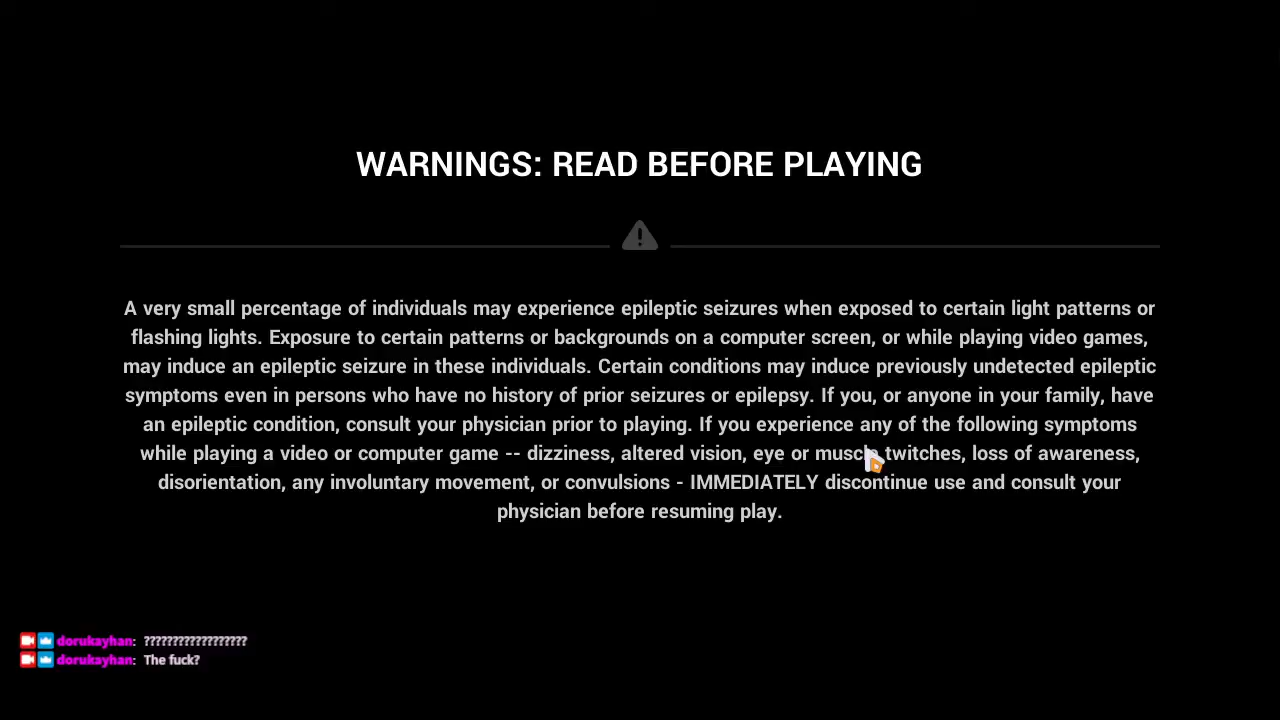 WARNINGS: READ BEFORE PLAYING
A very small percentage of individuals may experience epileptic seizures when exposed to certain light patterns or
flashing lights. Exposure to certain patterns or backgrounds on a computer screen, or while playing video games,
may induce an epileptic seizure in these individuals. Certain conditions may induce previously undetected epileptic
symptoms even in persons who have no history of prior seizures or epilepsy. If you, or anyone in your family, have
an epileptic condition, consult your physician prior to playing. If you experience any of the following symptoms
while playing a video or computer game -- dizziness, altered vision, eye or muscle twitches, loss of awareness,
disorientation, any involuntary movement, or convulsions - IMMEDIATELY discontinue use and consult your
physician before resuming play.
dorukayhan: ??????????????????
dorukayhan: The fuck?